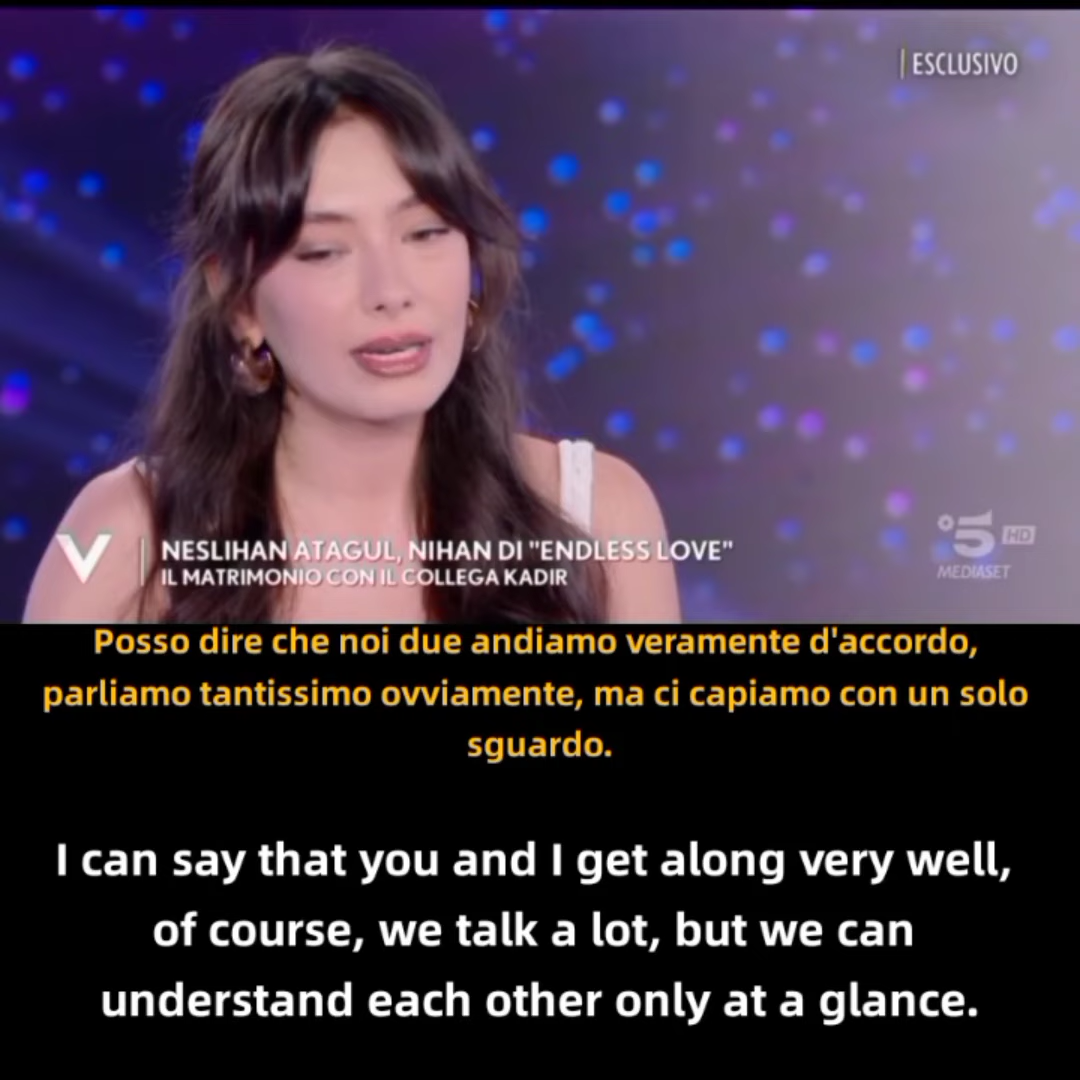 ESCLUSIVO
NESLIHAN ATAGUL, NIHAN DI "ENDLESS LOVE"
IL MATRIMONIO CON IL COLLEGA KADIR
5 HD
MEDIASET
Posso dire che noi due andiamo veramente d'accordo,
parliamo tantissimo ovviamente, ma ci capiamo con un solo
sguardo.
I can say that you and I get along very well,
of course, we talk a lot, but we can
understand each other only at a glance.